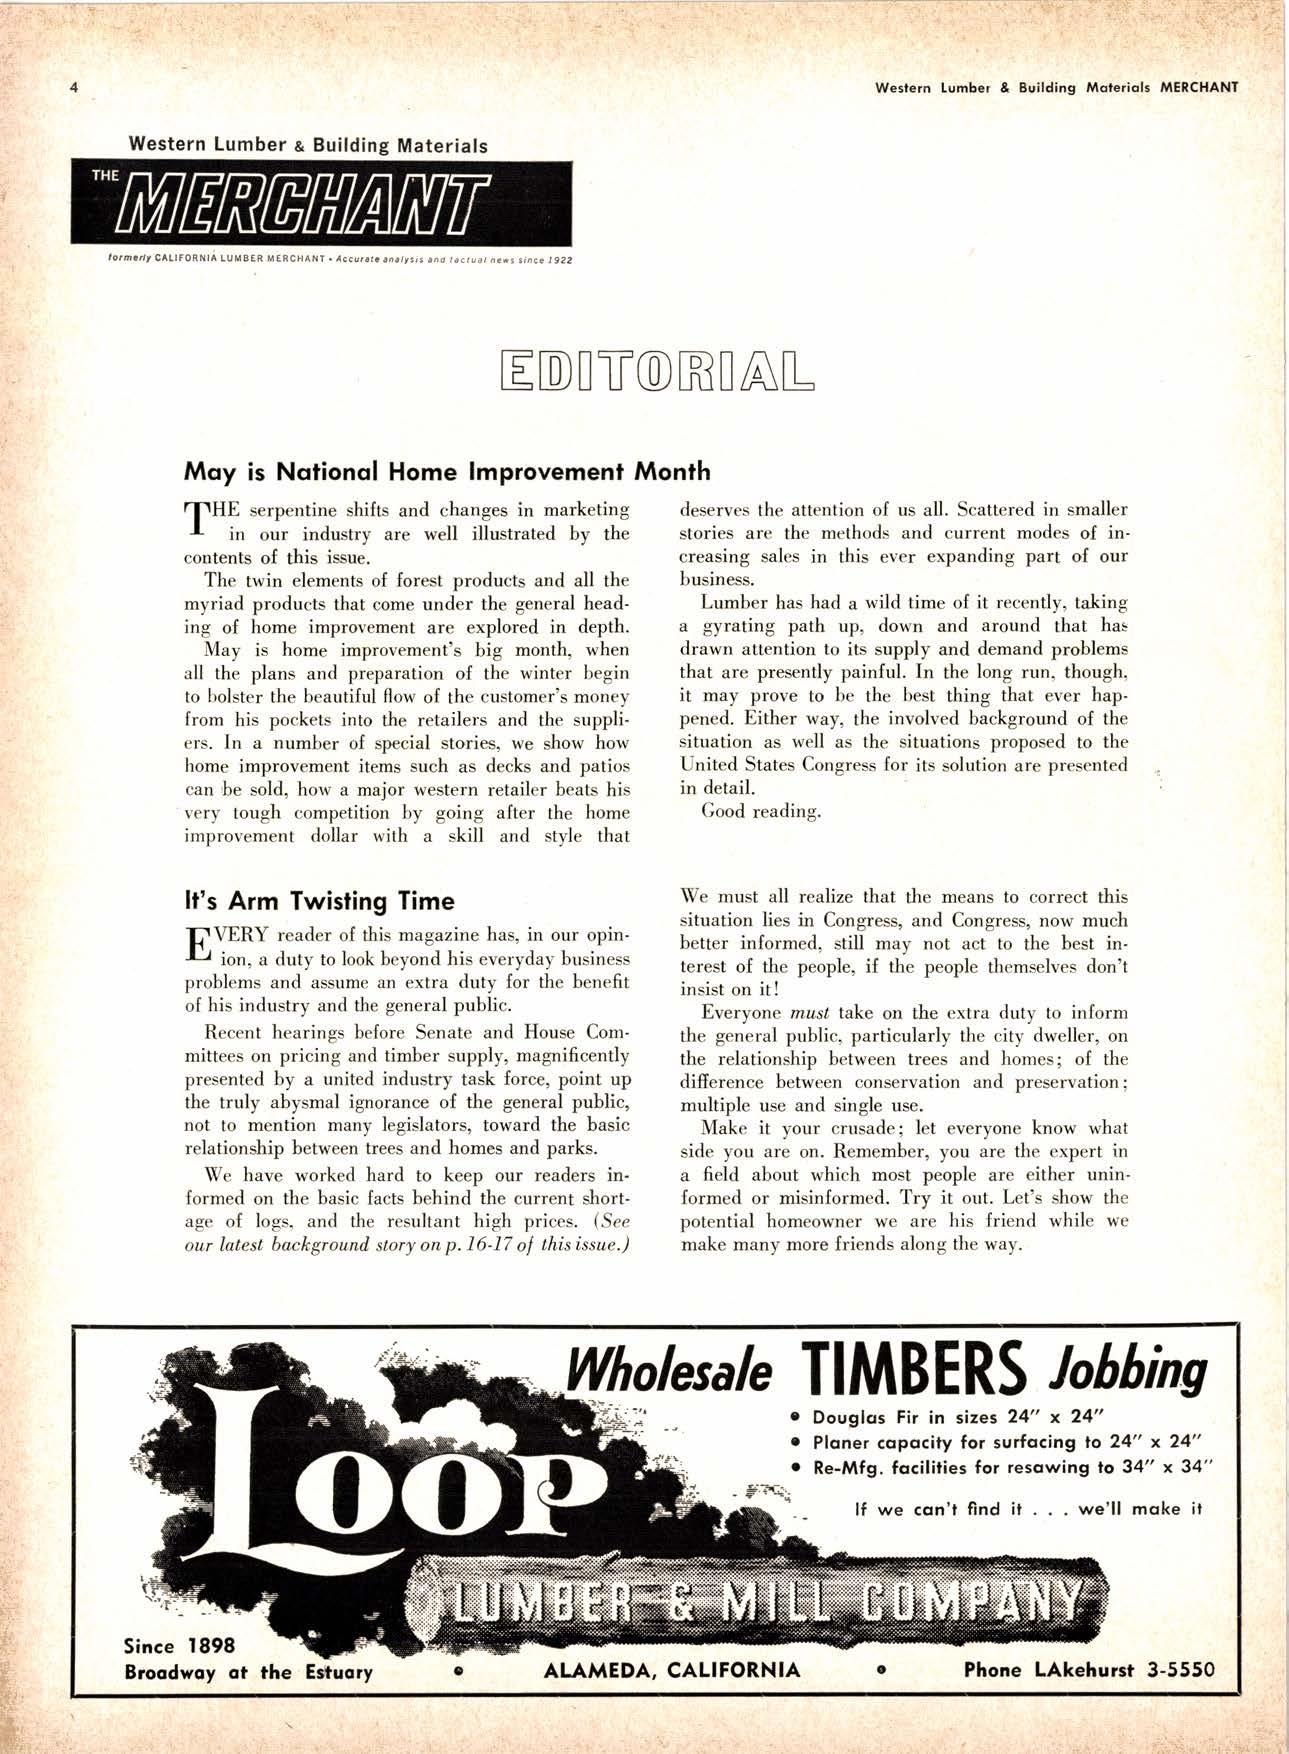 4
Western Lumber & Building Materials MERCHANT
Western Lumber & Building Materials
THE MERCHANT
formerly CALIFORNIA LUMBER MERCHANT • Accurate analysis and factual news since 1922
EDITORIAL
May is National Home Improvement Month
THE serpentine shifts and changes in marketing
in our industry are well illustrated by the
contents of this issue.
The twin elements of forest products and all the
myriad products that come under the general head-
ing of home improvement are explored in depth.
May is home improvement's big month, when
all the plans and preparation of the winter begin
to bolster the beautiful flow of the customer's money
from his pockets into the retailers and the suppli-
ers. In a number of special stories, we show how
home improvement items such as decks and patios
can be sold, how a major western retailer beats his
very tough competition by going after the home
improvement dollar with a skill and style that
deserves the attention of us all. Scattered in smaller
stories are the methods and current modes of in-
creasing sales in this ever expanding part of our
business.
Lumber has had a wild time of it recently, taking
a gyrating path up, down and around that has
drawn attention to its supply and demand problems
that are presently painful. In the long run, though,
it may prove to be the best thing that ever hap-
pened. Either way, the involved background of the
situation as well as the situations proposed to the
United States Congress for its solution are presented
in detail.
Good reading.
It's Arm Twisting Time
EVERY reader of this magazine has, in our opin-
ion, a duty to look beyond his everyday business
problems and assume an extra duty for the benefit
of his industry and the general public.
Recent hearings before Senate and House Com-
mittees on pricing and timber supply, magnificently
presented by a united industry task force, point up
the truly abysmal ignorance of the general public,
not to mention many legislators, toward the basic
relationship between trees and homes and parks.
We have worked hard to keep our readers in-
formed on the basic facts behind the current short-
age of logs, and the resultant high prices. (See
our latest background story on p. 16-17 of this issue.)
We must all realize that the means to correct this
situation lies in Congress, and Congress, now much
better informed, still may not act to the best in-
terest of the people, if the people themselves don't
insist on it!
Everyone must take on the extra duty to inform
the general public, particularly the city dweller, on
the relationship between trees and homes; of the
difference between conservation and preservation;
multiple use and single use.
Make it your crusade; let everyone know what
side you are on. Remember, you are the expert in
a field about which most people are either unin-
formed or misinformed. Try it out. Let's show the
potential homeowner we are his friend while we
make many more friends along the way.
Wholesale TIMBERS Jobbing
• Douglas Fir in sizes 24" x 24"
• Planer capacity for surfacing to 24" x 24"
• Re-Mfg. facilities for resawing to 34" x 34"
If we can't find it . . . we'll make it
LOOP
LUMBER & MILL COMPANY
Since 1898
Broadway at the Estuary • ALAMEDA, CALIFORNIA • Phone LAkehurst 3-5550